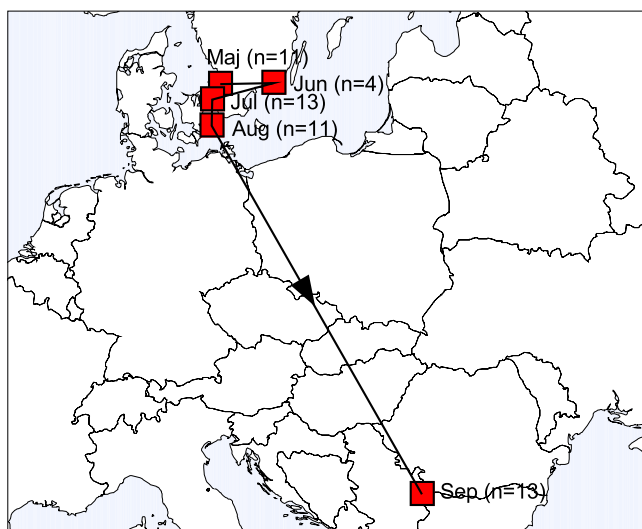 Maj (n=11)
Jun (n=4)
Jul (n=13)
Aug (n=11)
Sep (n=13)